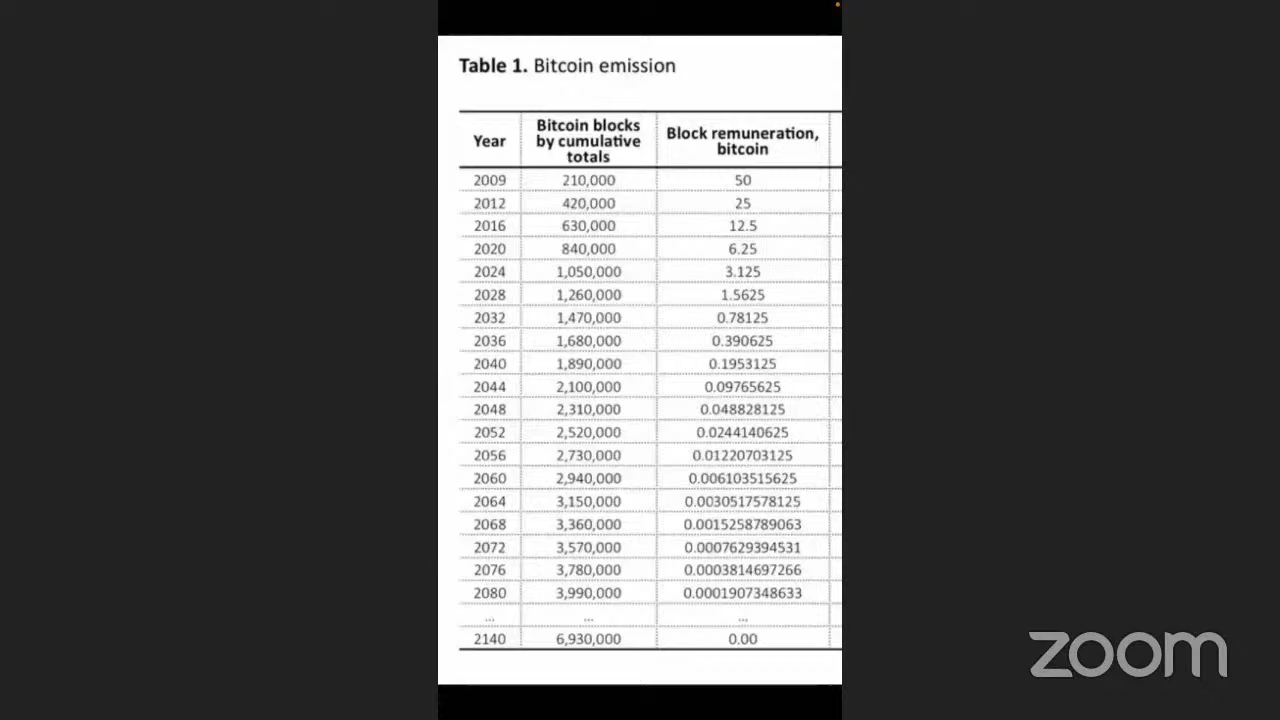 Table 1. Bitcoin emission
Year Bitcoin blocks by cumulative totals Block remuneration, bitcoin
2009 210,000 50
2012 420,000 25
2016 630,000 12.5
2020 840,000 6.25
2024 1,050,000 3.125
2028 1,260,000 1.5625
2032 1,470,000 0.78125
2036 1,680,000 0.390625
2040 1,890,000 0.1953125
2044 2,100,000 0.09765625
2048 2,310,000 0.048828125
2052 2,520,000 0.0244140625
2056 2,730,000 0.01220703125
2060 2,940,000 0.006103515625
2064 3,150,000 0.0030517578125
2068 3,360,000 0.0015258789063
2072 3,570,000 0.0007629394531
2076 3,780,000 0.0003814697266
2080 3,990,000 0.0001907348633
... ... ...
2140 6,930,000 0.00
zoom